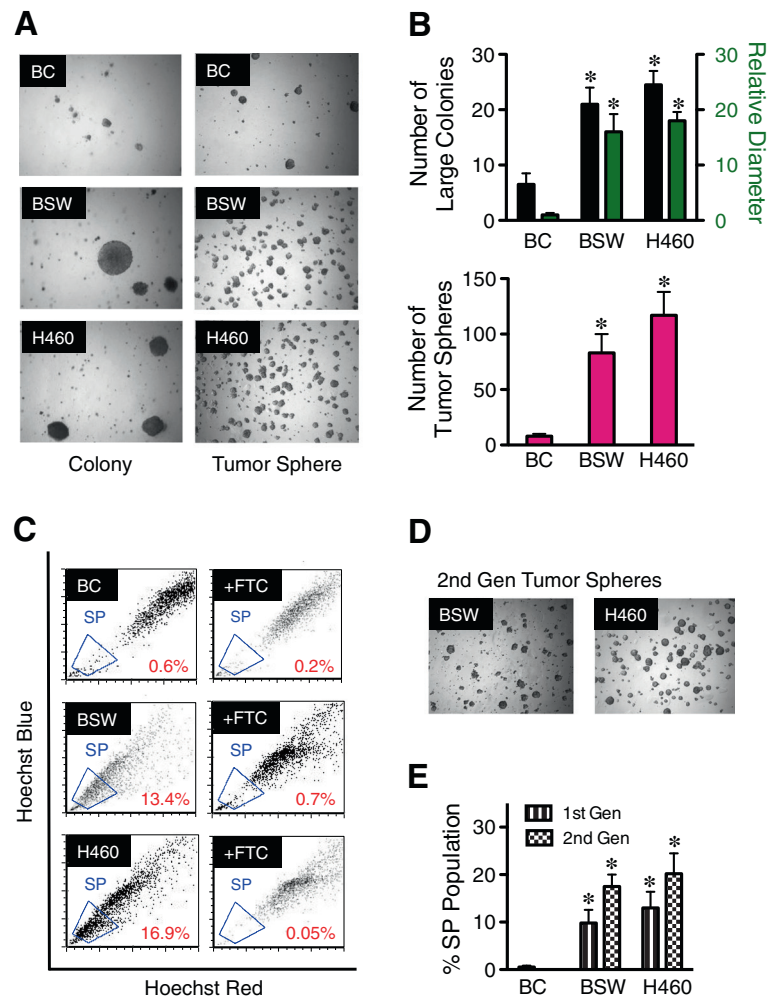 A
BC
BC
BSW
BSW
H460
H460
Colony
Tumor Sphere
B
Number of
Large Colonies
30
20
10
0
30
20
10
0
Relative Diameter
BC
BSW
H460
*
*
*
*
Number of
Tumor Spheres
150
100
50
0
*
*
BC
BSW
H460
C
Hoechst Blue
BC
SP
0.6%
+FTC
SP
0.2%
BSW
SP
13.4%
+FTC
SP
0.7%
H460
SP
16.9%
+FTC
SP
0.05%
Hoechst Red
D
2nd Gen Tumor Spheres
BSW
H460
E
% SP Population
30
20
10
0
1st Gen
2nd Gen
*
*
*
*
BC
BSW
H460